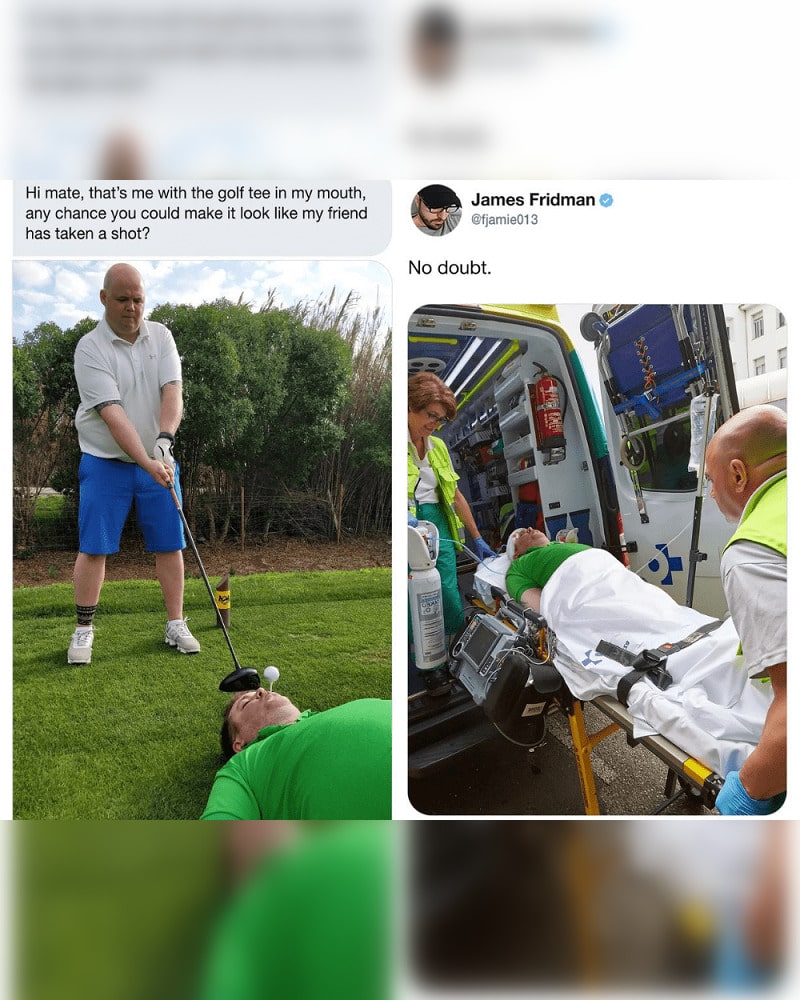 Hi mate, that's me with the golf tee in my mouth,
any chance you could make it look like my friend
has taken a shot?
James Fridman
@fjamie013
No doubt.